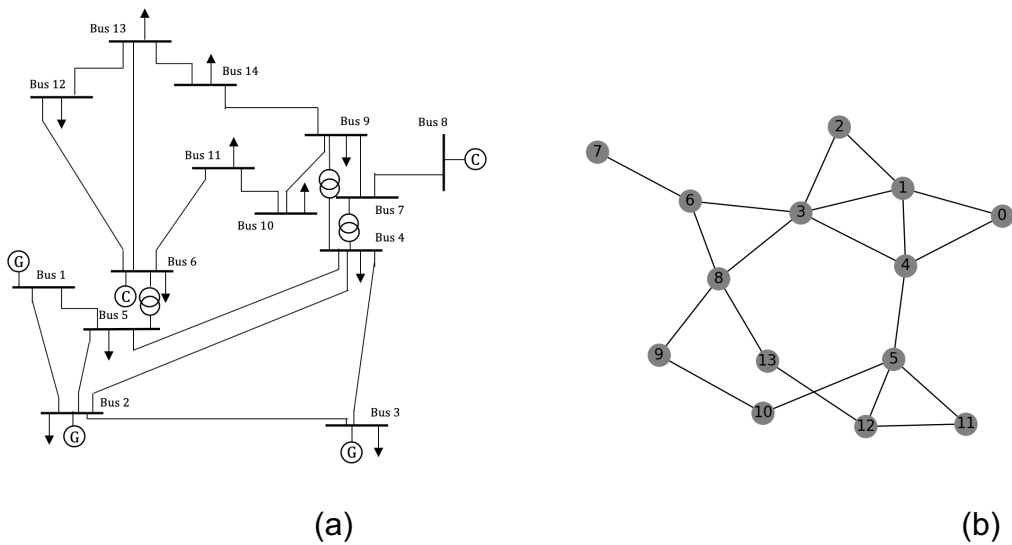 Bus 13
Bus 12
Bus 14
Bus 9
Bus 8
C
Bus 11
Bus 7
Bus 10
Bus 4
G
Bus 1
Bus 6
C
Bus 5
Bus 2
G
Bus 3
G
(a)
2
7
1
6
3
0
4
8
9
13
5
10
12
11
(b)